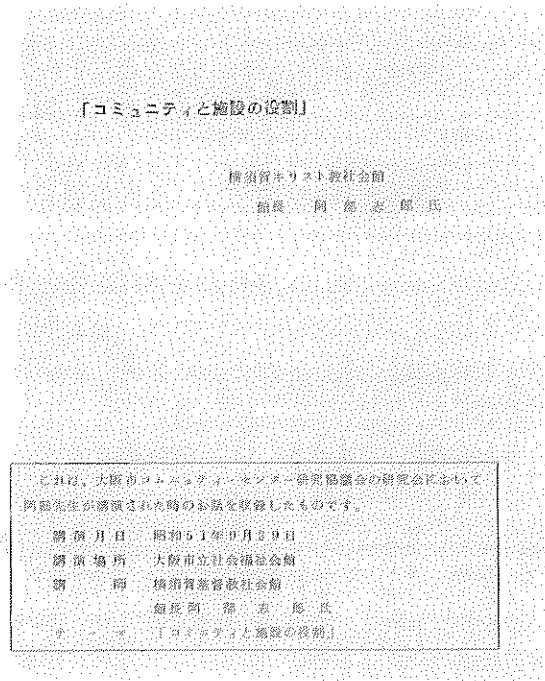 「コミュニティと施設の役割」
横須賀キリスト教社会館
館長 阿部志郎氏
これは、大阪市コミュニティーセンター研究協議会の研究会において
阿部先生が講演された時のお話を収録したものです。
講演月日 昭和51年9月29日
講演場所 大阪市立社会福祉会館
講師 横須賀基督教社会館
館長 阿部志郎氏
テーマ 「コミュニティと施設の役割」